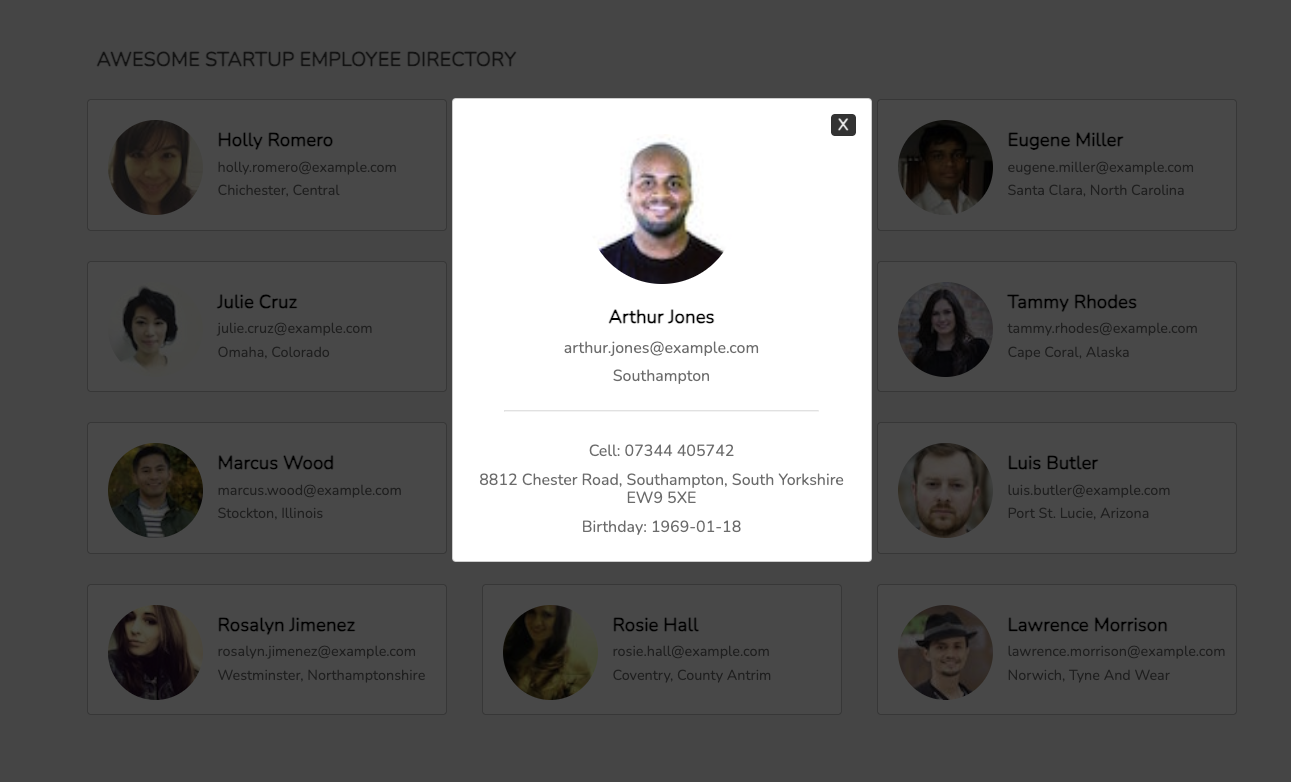 AWESOME STARTUP EMPLOYEE DIRECTORY
Holly Romero
holly.romero@example.com
Chichester, Central
X
Arthur Jones
arthur.jones@example.com
Southampton
Cell: 07344 405742
8812 Chester Road, Southampton, South Yorkshire
EW9 5XE
Birthday: 1969-01-18
Eugene Miller
eugene.miller@example.com
Santa Clara, North Carolina
Julie Cruz
julie.cruz@example.com
Omaha, Colorado
Tammy Rhodes
tammy.rhodes@example.com
Cape Coral, Alaska
Marcus Wood
marcus.wood@example.com
Stockton, Illinois
Luis Butler
luis.butler@example.com
Port St. Lucie, Arizona
Rosalyn Jimenez
rosalyn.jimenez@example.com
Westminster, Northamptonshire
Rosie Hall
rosie.hall@example.com
Coventry, County Antrim
Lawrence Morrison
lawrence.morrison@example.com
Norwich, Tyne And Wear